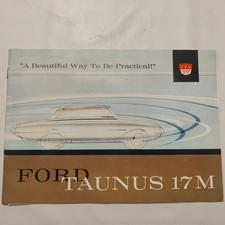 "A Beautiful Way To Be Practical!"
FORD
TAUNUS 17M